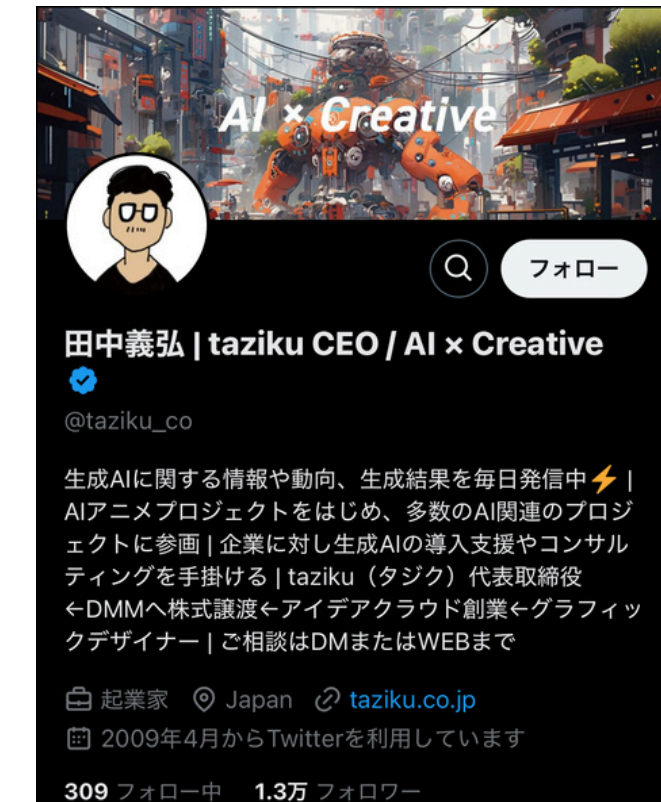 AI × Creative
フォロー
田中義弘 | taziku CEO / AI × Creative
@taziku_co
生成AIに関する情報や動向、生成結果を毎日発信中⚡ |
AIアニメプロジェクトをはじめ、多数のAI関連のプロジ
ェクトに参画 | 企業に対し生成AIの導入支援やコンサル
ティングを手掛ける | taziku（タジク）代表取締役
←DMMへ株式譲渡←アイデアクラウド創業←グラフィッ
クデザイナー | ご相談はDMまたはWEBまで
起業家 Japan taziku.co.jp
2009年4月からTwitterを利用しています
309 フォロー中 1.3万 フォロワー